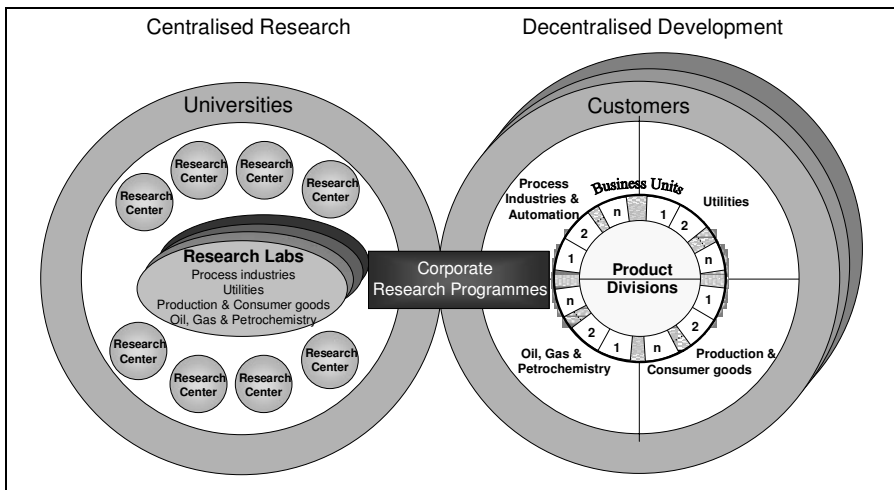 Centralised Research
Decentralised Development
Universities
Research
Center
Research
Center
Research
Center
Research
Center
Research Labs
Process industries
Utilities
Production & Consumer goods
Oil, Gas & Petrochemistry
Research
Center
Research
Center
Research
Center
Research
Center
Corporate
Research Programmes
Customers
Process
Industries &
Automation
Business Units
Utilities
1
2
n
1
2
n
1
2
n
1
2
n
Product
Divisions
Oil, Gas &
Petrochemistry
Production &
Consumer goods